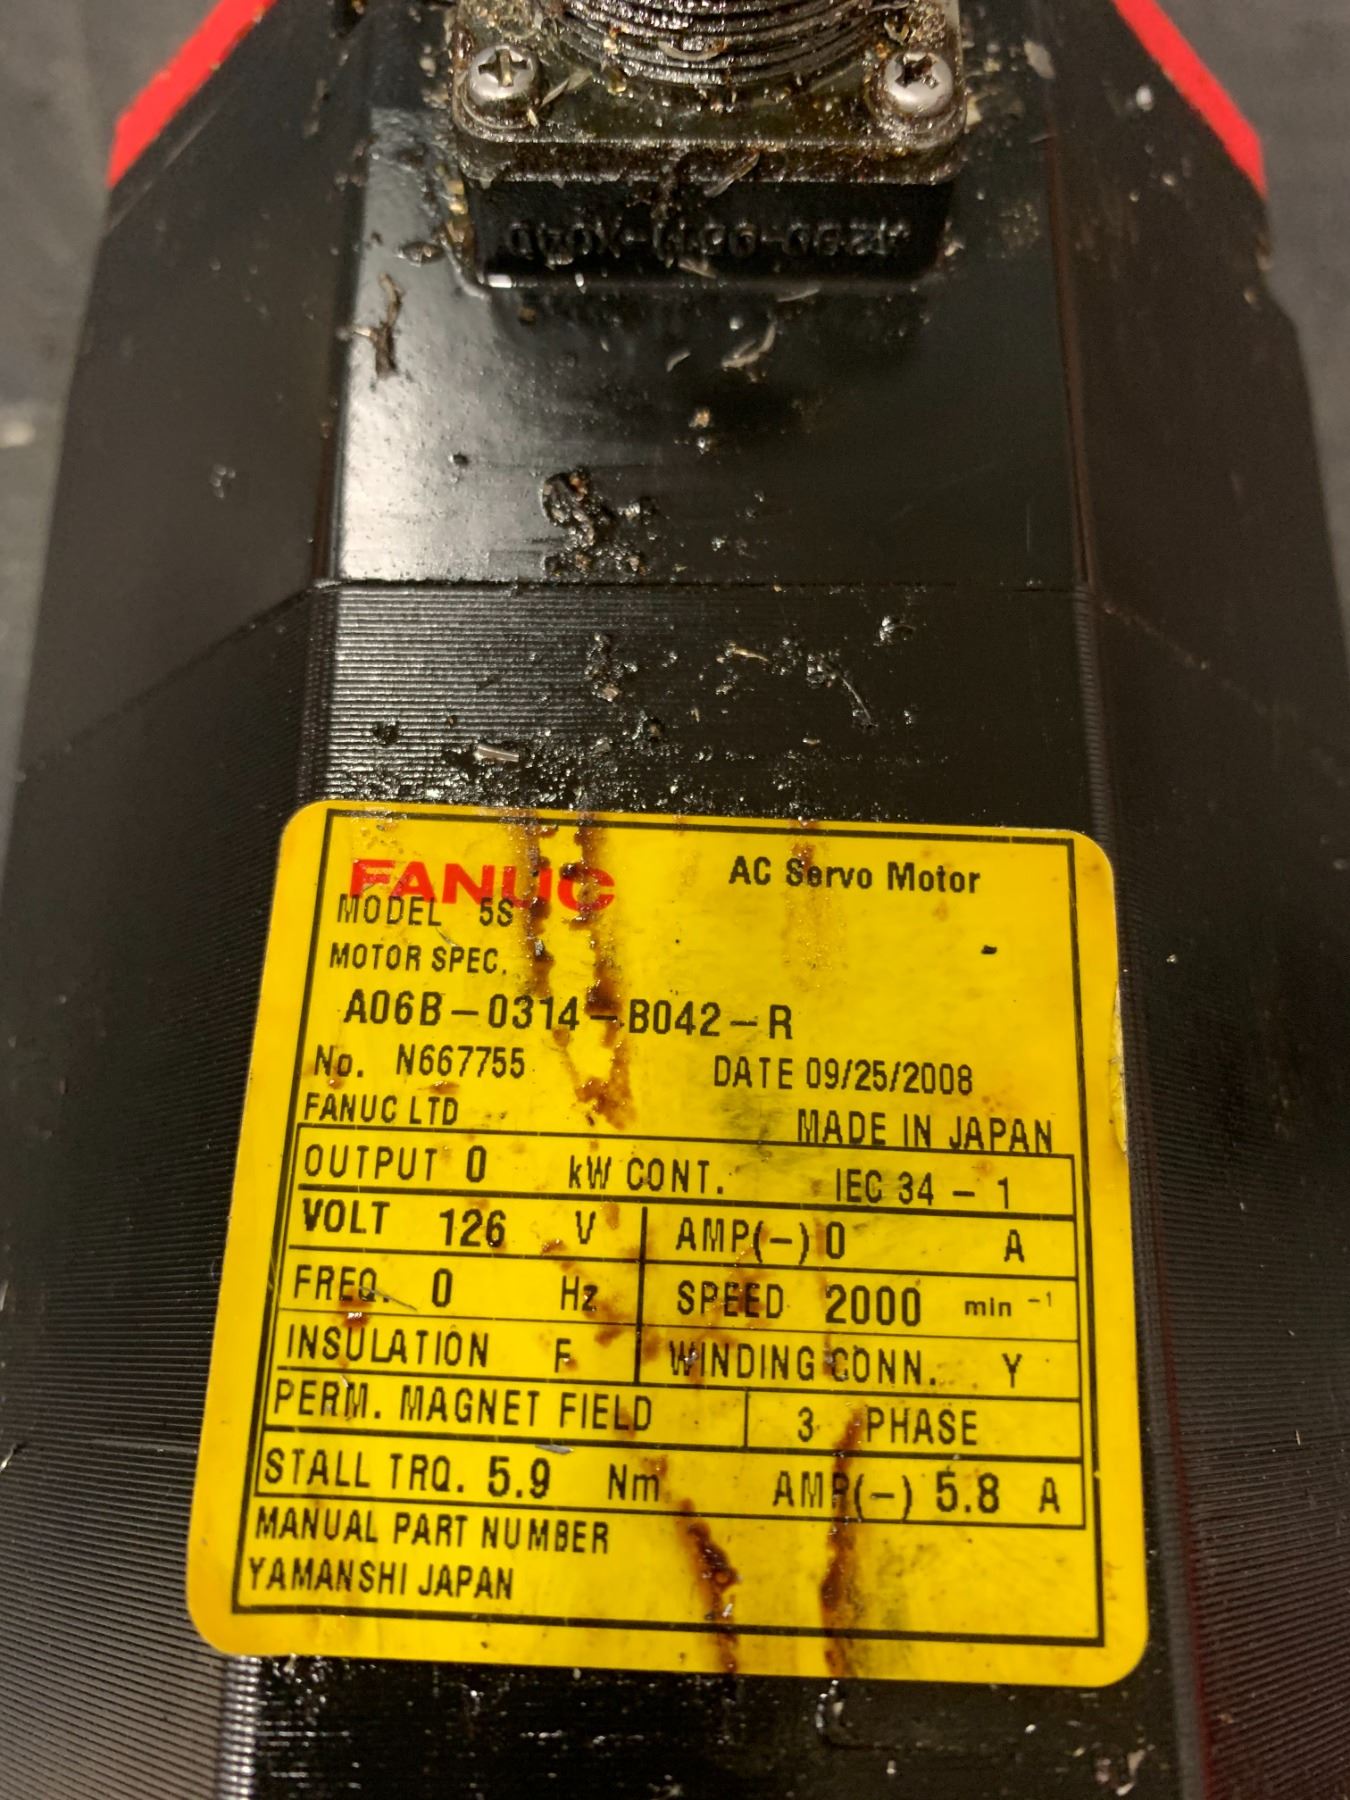 FANUC AC Servo Motor
MODEL 5S
MOTOR SPEC.
A06B-0314-B042-R
No. N667755 DATE 09/25/2008
FANUC LTD MADE IN JAPAN
OUTPUT 0 kW CONT. IEC 34-1
VOLT 126 V AMP(~) 0 A
FREQ. 0 Hz SPEED 2000 min -1
INSULATION F WINDING CONN. Y
PERM. MAGNET FIELD 3 PHASE
STALL TRQ. 5.9 Nm AMP(~) 5.8 A
MANUAL PART NUMBER
YAMANSHI JAPAN